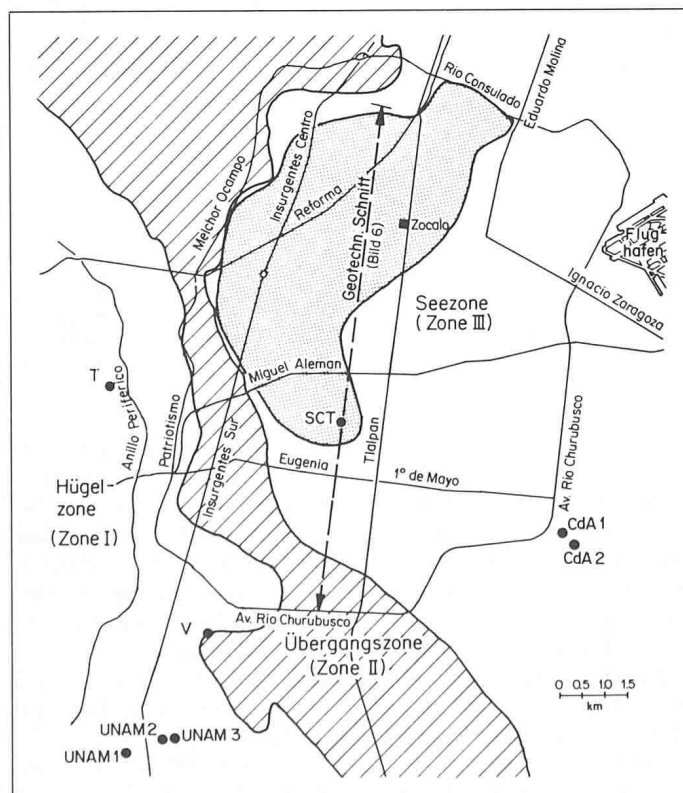 Rio Consulado
Eduardo Molina
Melchor Ocampo
Insurgentes Centro
Reforma
Geotechn. Schnitt
(Bild 6)
Zocalo
Flug
hafen
Ignacio Zaragoza
Seezone
(Zone III)
Miguel Aleman
T
Anillo Periferico
Patriotismo
Insurgentes Sur
SCT
Tlalpan
Eugenia
1º de Mayo
Av. Rio Churubusco
Hügel
zone
(Zone I)
CdA 1
CdA 2
V
Av. Rio Churubusco
Übergangszone
(Zone II)
0 0.5 1.0 1.5
km
UNAM 2
UNAM 3
UNAM 1